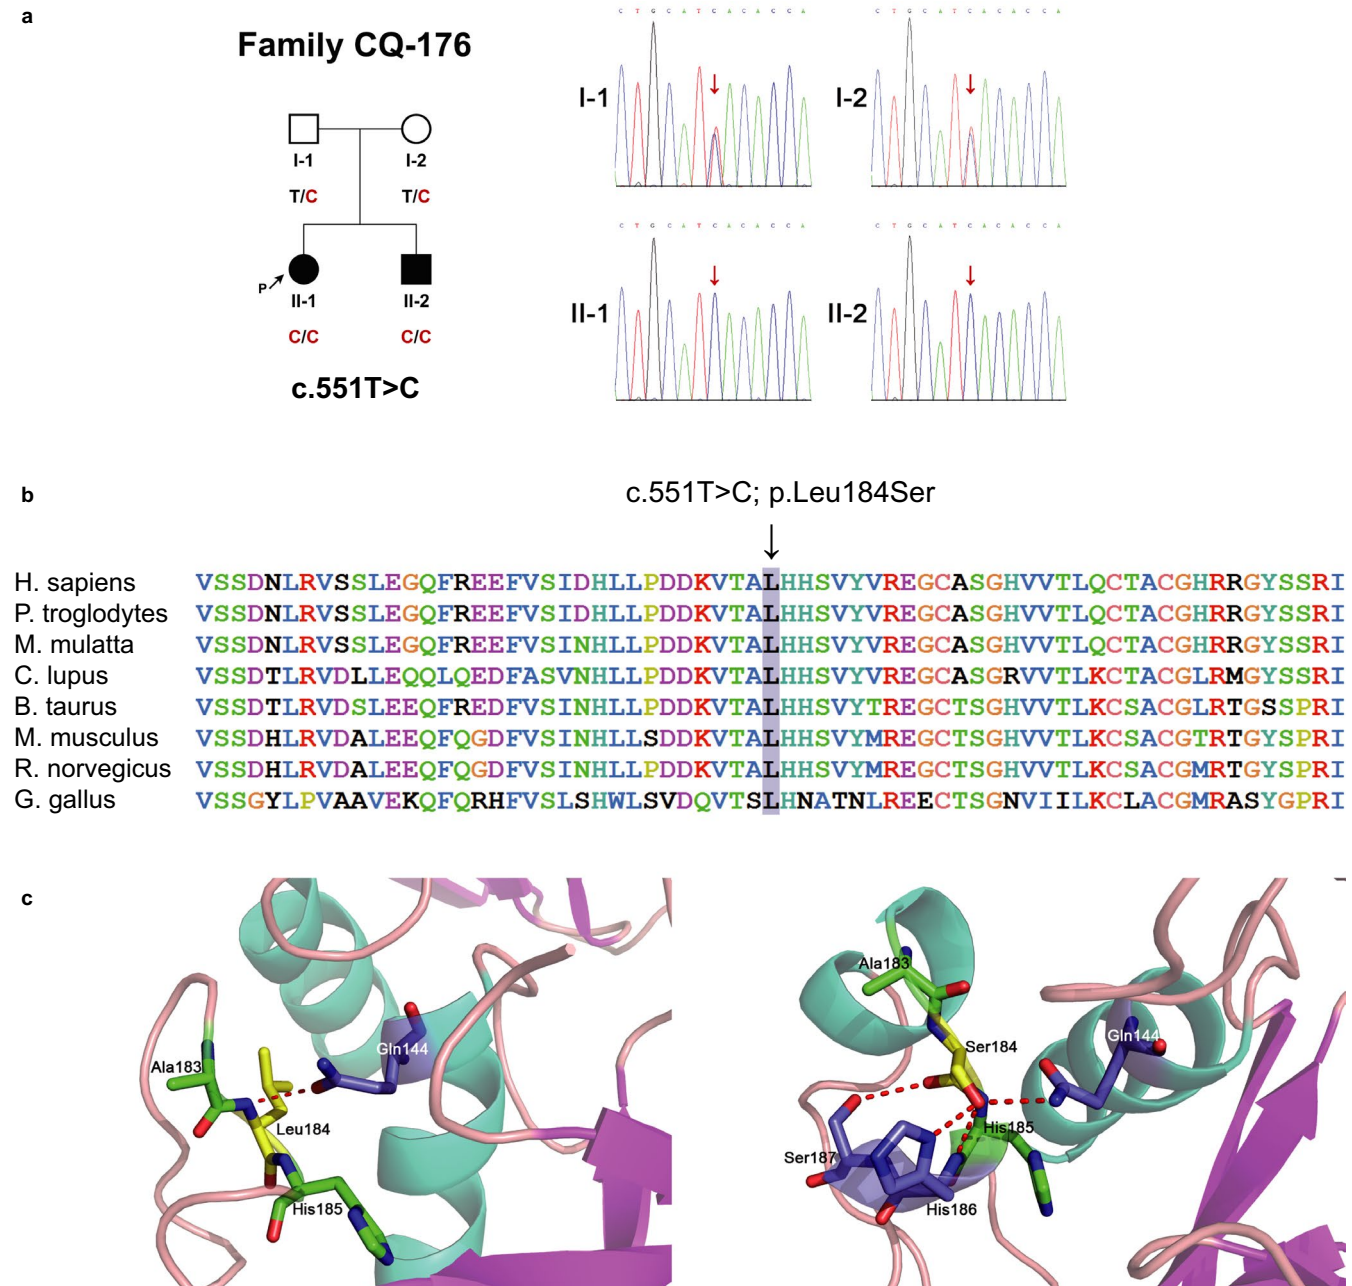 a
Family CQ-176
I-1
I-2
T/C
T/C
P
II-1
II-2
C/C
C/C
c.551T>C
C T G C A T C A C A C C A
I-1
C T G C A T C A C A C C A
I-2
C T G C A T C A C A C C A
II-1
C T G C A T C A C A C C A
II-2
b
c.551T>C; p.Leu184Ser
H. sapiens VSSDNLRVSSLEGQFREEFVSIDHLLPDDKVTALHHSVYVREGCASGHVVTLQCTACGHRRGYSSRI
P. troglodytes VSSDNLRVSSLEGQFREEFVSIDHLLPDDKVTALHHSVYVREGCASGHVVTLQCTACGHRRGYSSRI
M. mulatta VSSDNLRVSSLEGQFREEFVSINHLLPDDKVTALHHSVYVREGCASGHVVTLQCTACGHRRGYSSRI
C. lupus VSSDTLRVDLLEQQLQEDFASVNHLLPDDKVTALHHSVYVREGCASGRVVTLKCTACGLRMGYSSRI
B. taurus VSSDTLRVDSLEEQFREDFVSINHLLPDDKVTALHHSVYTREGCTSGHVVTLKCSACGLRTGSSPRI
M. musculus VSSDHLRVDALEEQFQGDFVSINHLLSDDKVTALHHSVYMREGCTSGHVVTLKCSACGTRTGYSPRI
R. norvegicus VSSDHLRVDALEEQFQGDFVSINHLLPDDKVTALHHSVYMREGCTSGHVVTLKCSACGMRTGYSPRI
G. gallus VSSGYLPVAAVEKQFQRHFVSLSHWLSVDQVTSLHNATNLREECTSGNVIILKCLACGMRASYGPRI
c
Ala183
Gln144
Leu184
His185
Ala183
Ser184
Gln144
His185
Ser187
His186